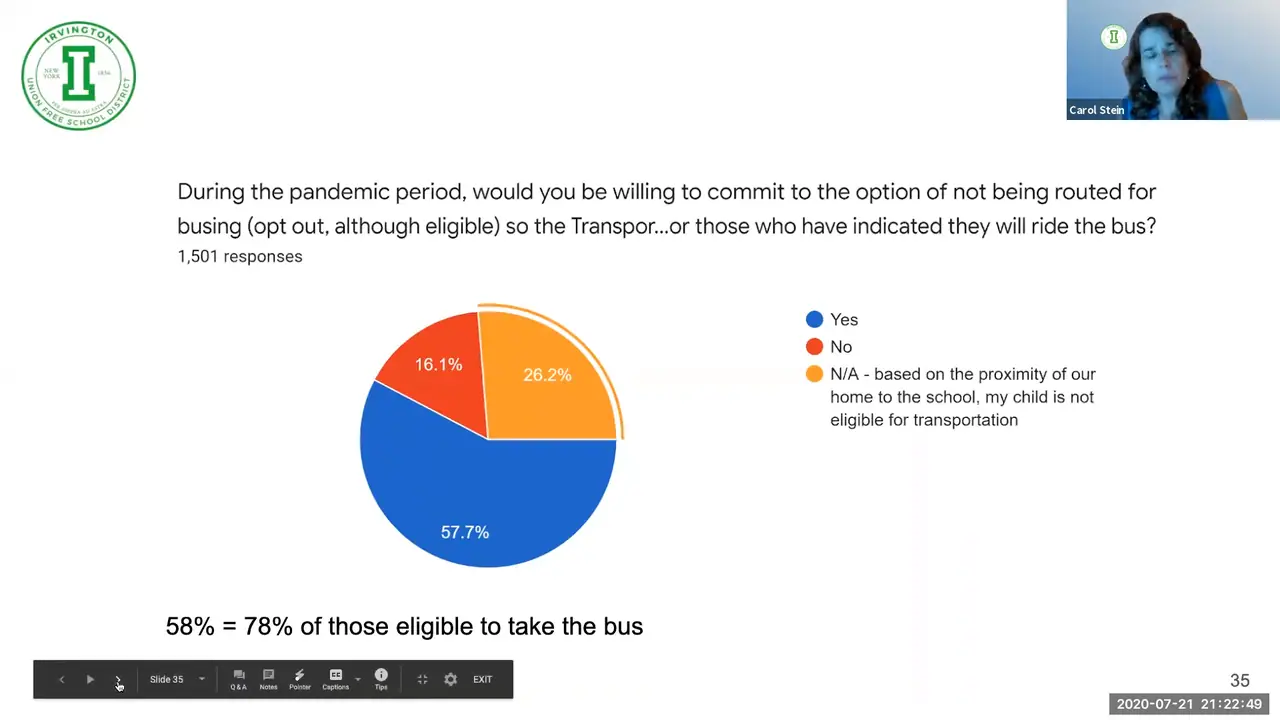 IRVINGTON
NEW YORK
1856
UNION FREE SCHOOL DISTRICT
I
Carol Stein
During the pandemic period, would you be willing to commit to the option of not being routed for
busing (opt out, although eligible) so the Transpor...or those who have indicated they will ride the bus?
1,501 responses
Yes
No
N/A - based on the proximity of our
home to the school, my child is not
eligible for transportation
16.1%
26.2%
57.7%
58% = 78% of those eligible to take the bus
Slide 35
Q & A
Notes
Pointer
Captions
Tips
EXIT
35
2020-07-21 21:22:49